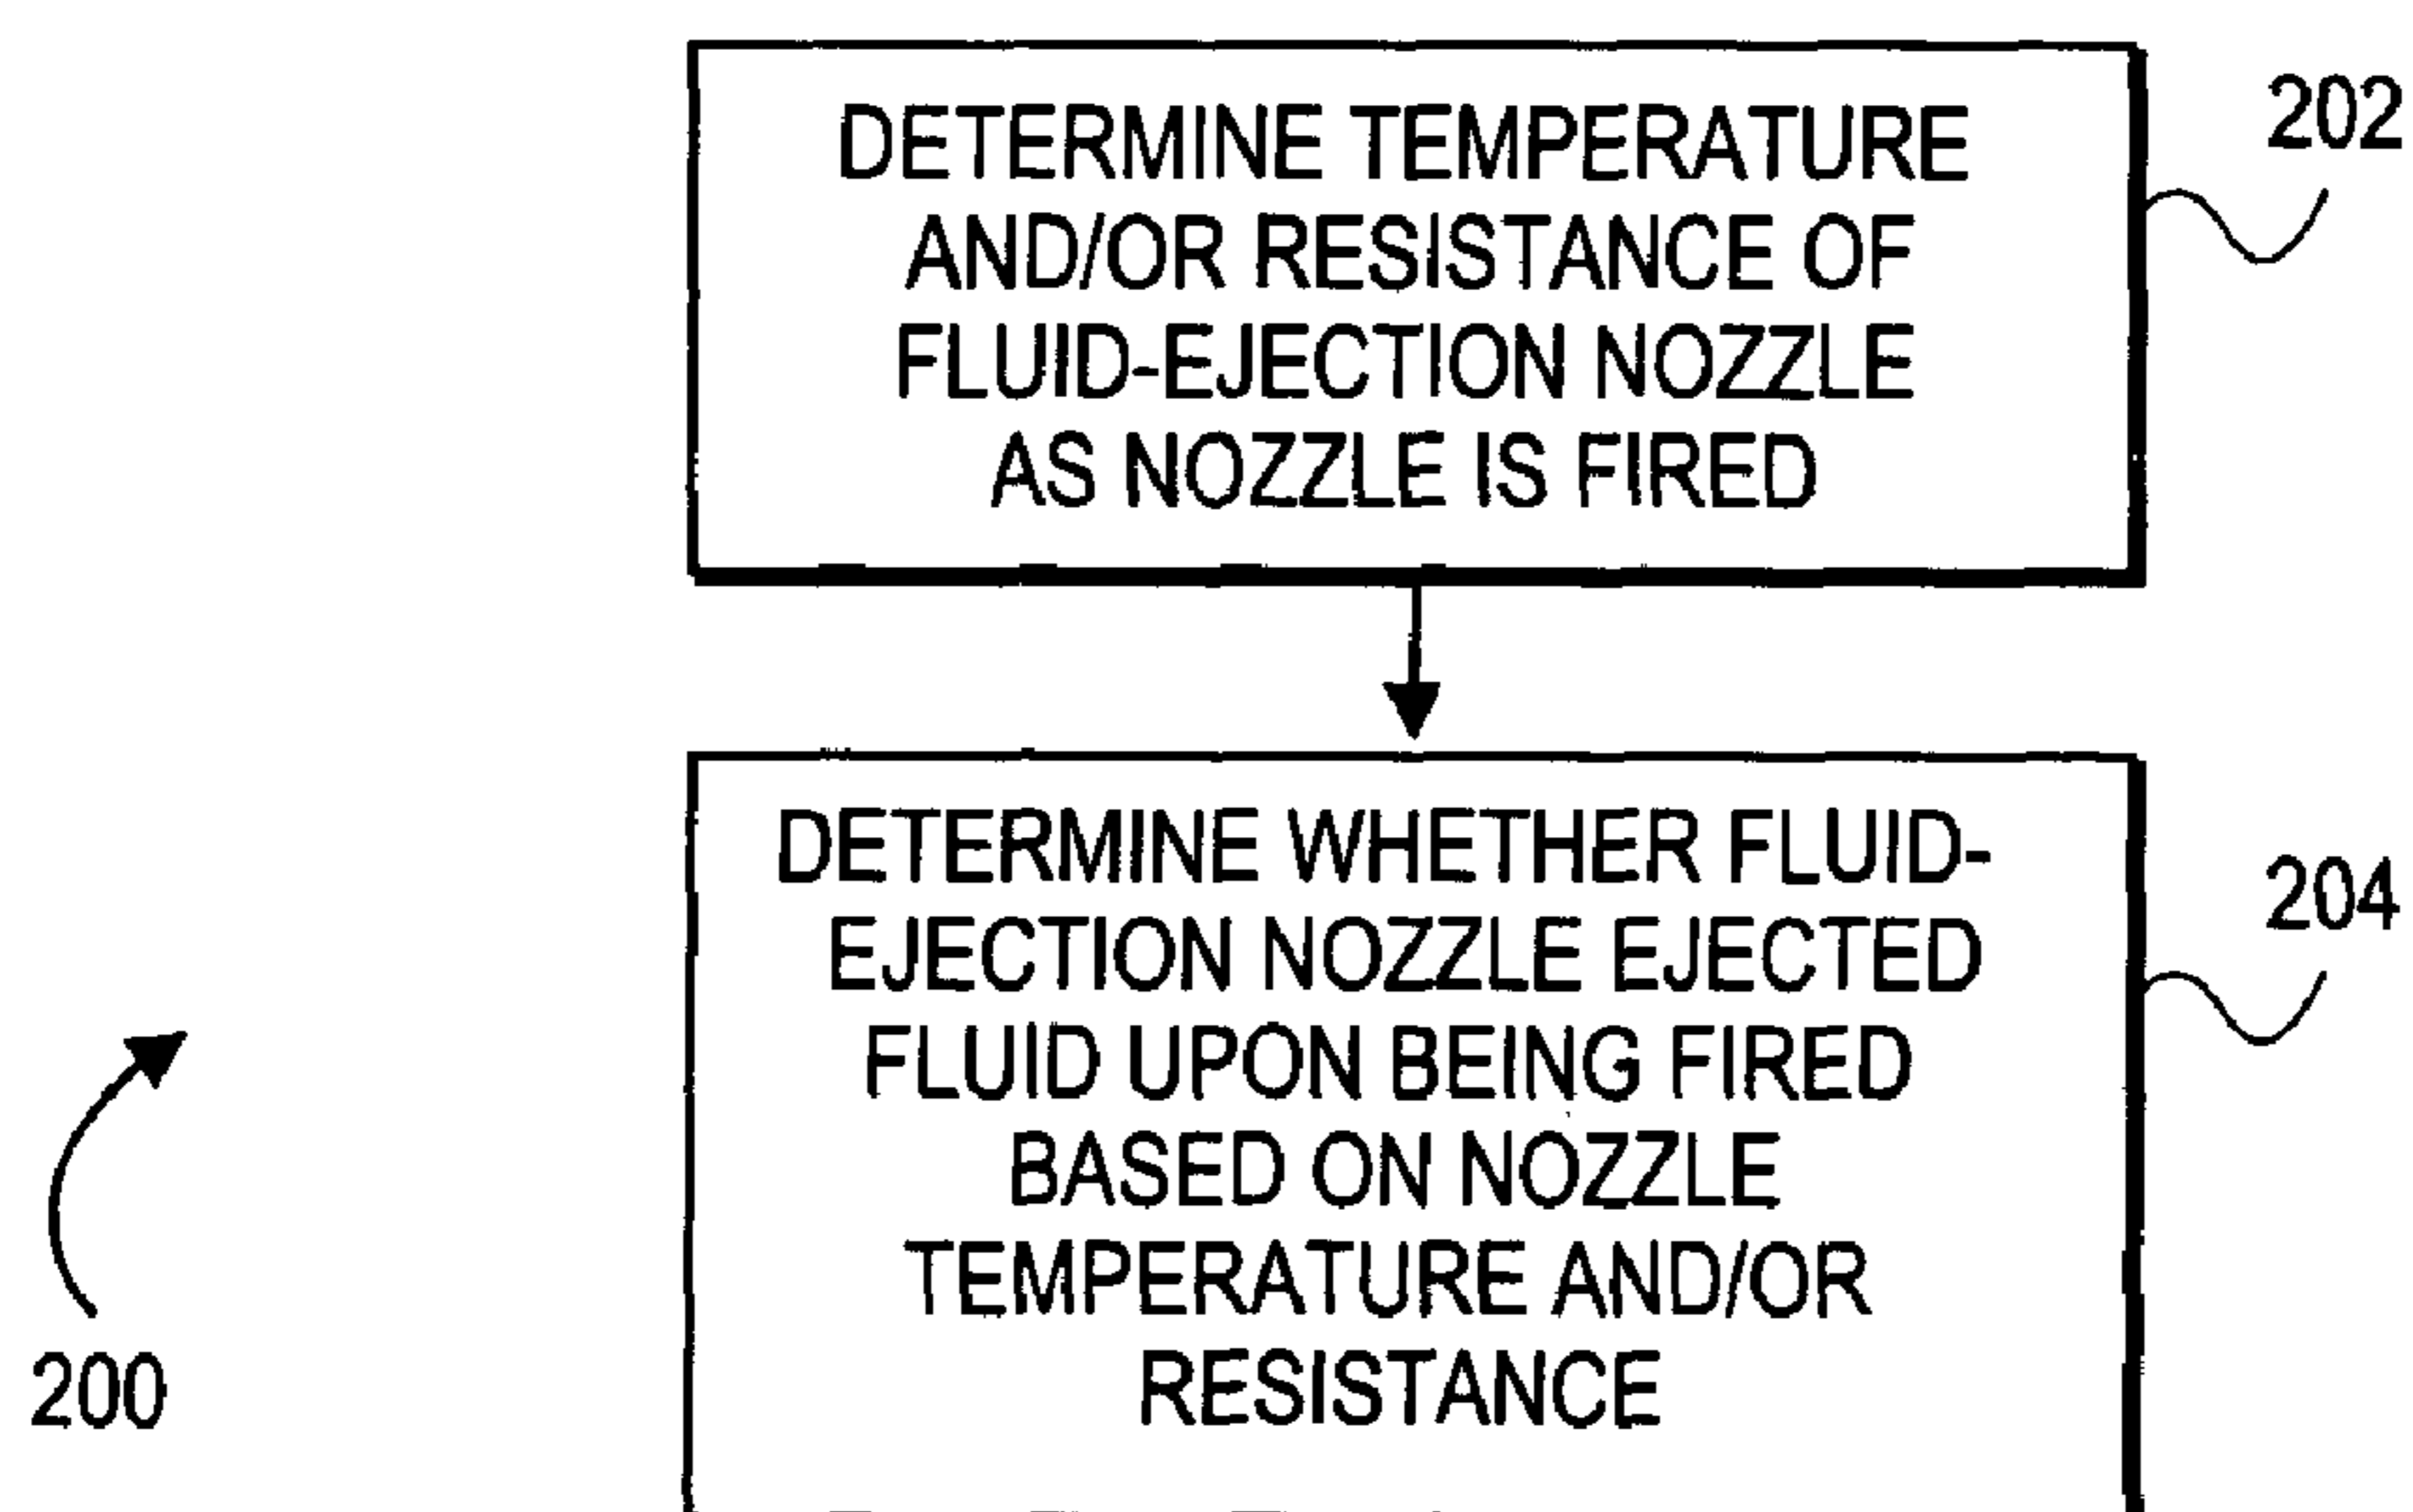 DETERMINE TEMPERATURE
AND/OR RESISTANCE OF
FLUID-EJECTION NOZZLE
AS NOZZLE IS FIRED
202
DETERMINE WHETHER FLUID-
EJECTION NOZZLE EJECTED
FLUID UPON BEING FIRED
BASED ON NOZZLE
TEMPERATURE AND/OR
RESISTANCE
204
200